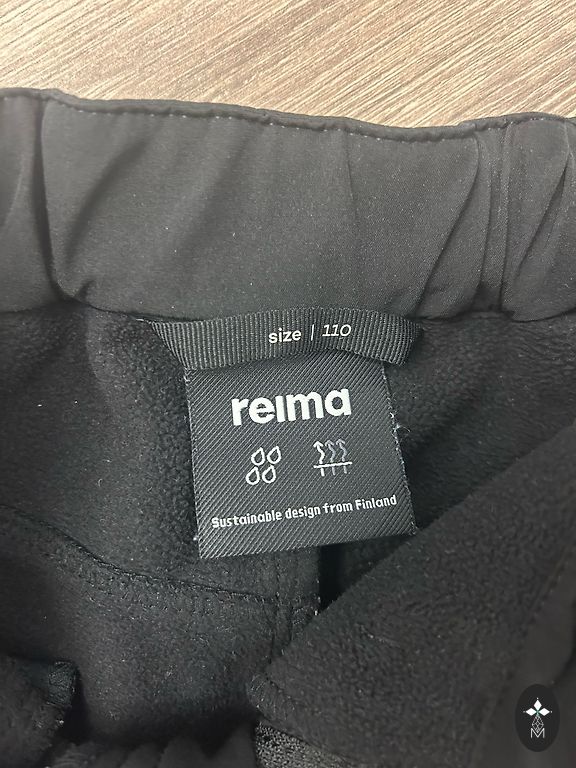 size | 110
reima
Sustainable design from Finland